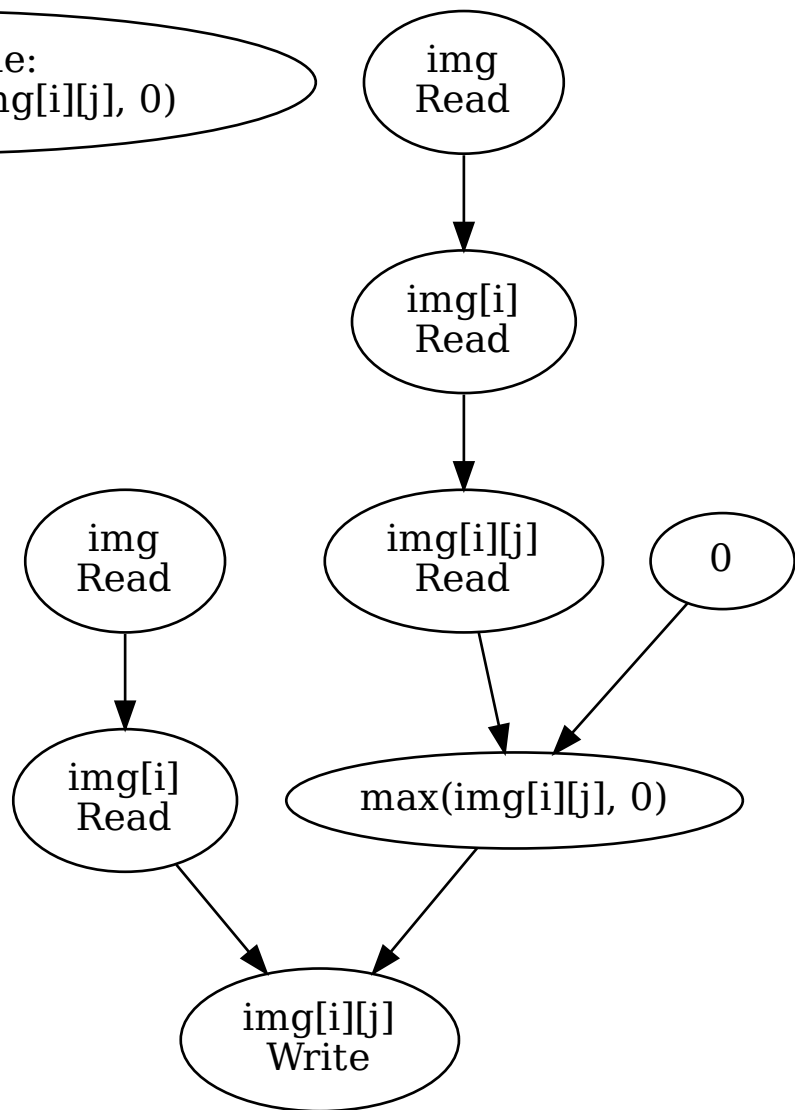 e:
g[i][j], 0)
img
Read
img[i]
Read
img[i][j]
Read
0
img
Read
img[i]
Read
max(img[i][j], 0)
img[i][j]
Write